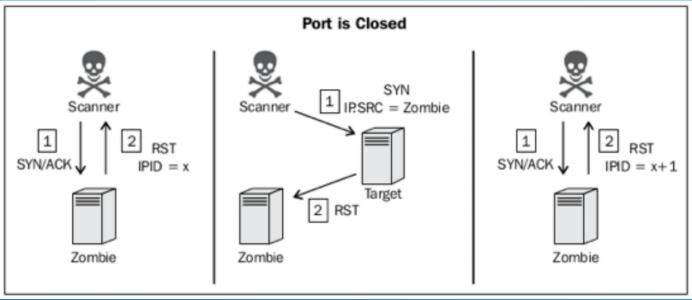 Port is Closed
Scanner
1
SYN/ACK
2
RST
IPID = x
Zombie
Scanner
1
SYN
IP.SRC = Zombie
Target
2
RST
Zombie
Scanner
1
SYN/ACK
2
RST
IPID = x+1
Zombie